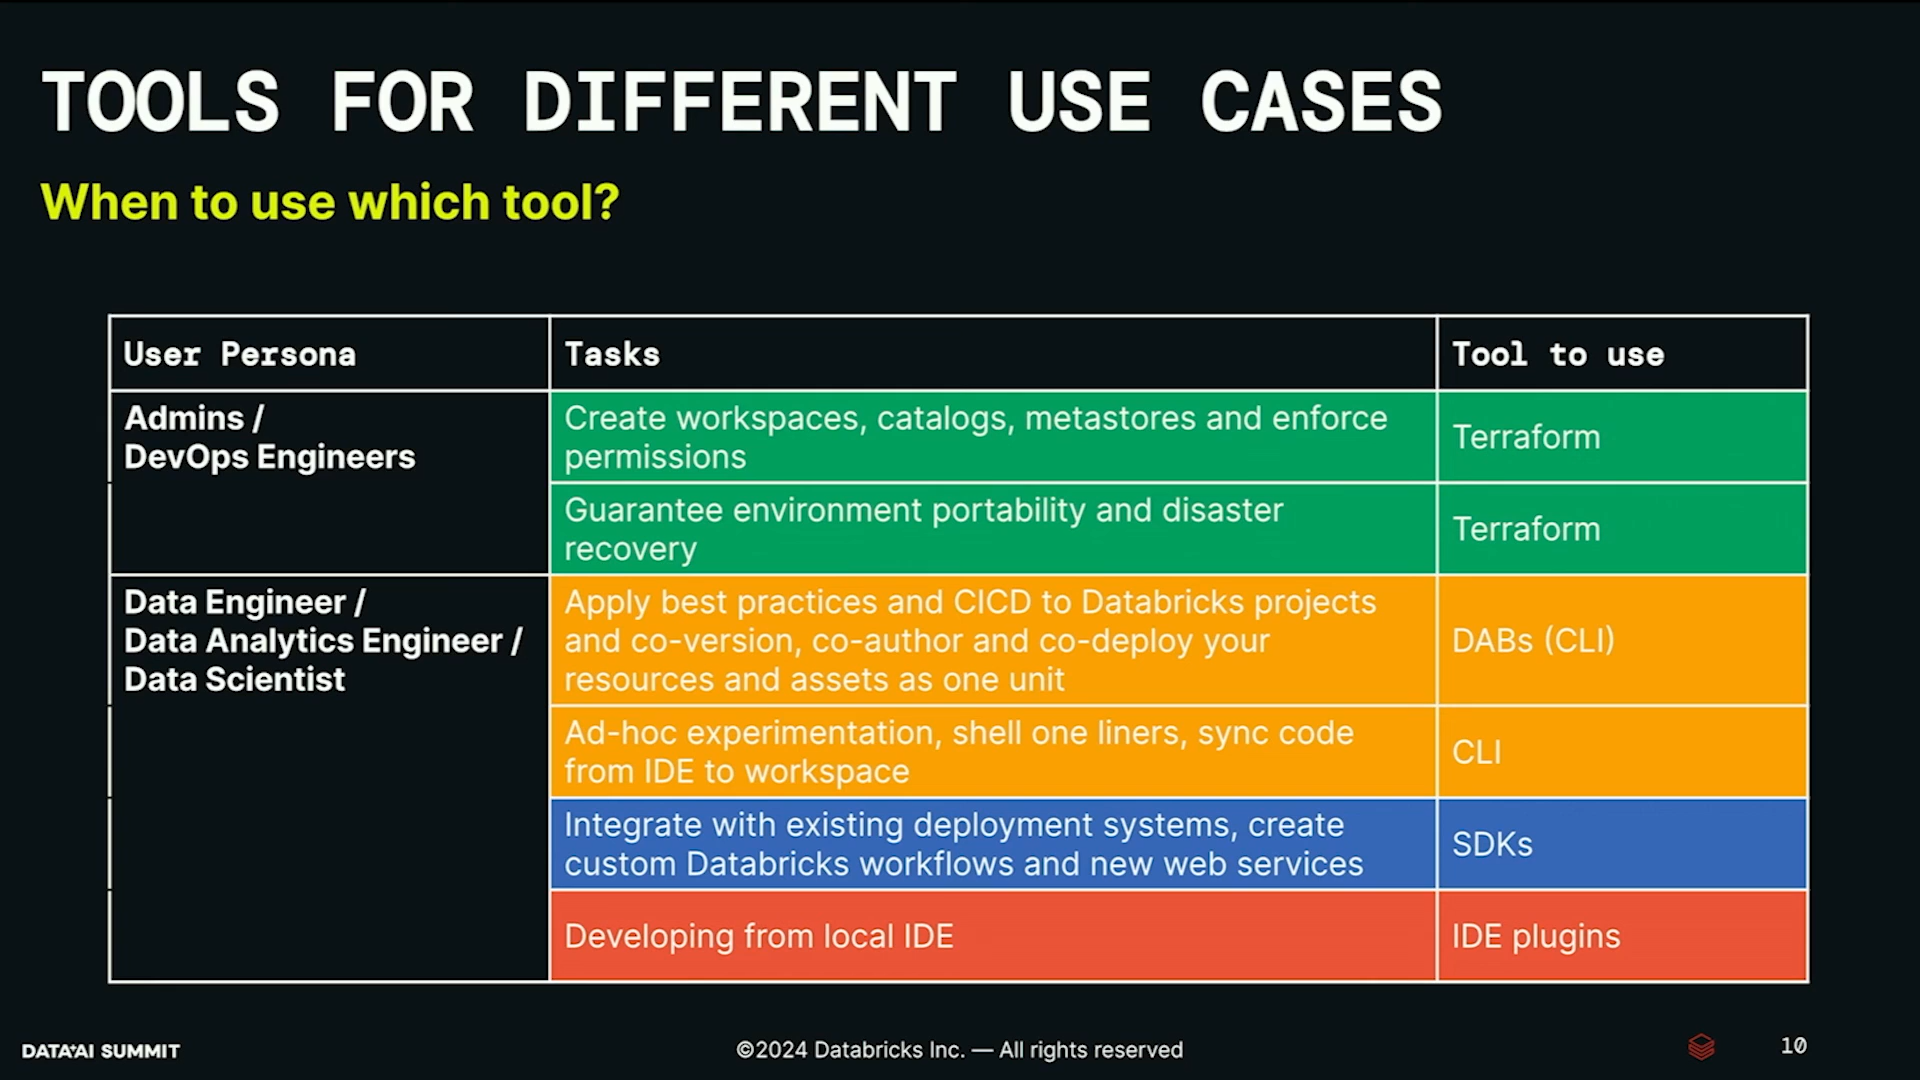 TOOLS FOR DIFFERENT USE CASES
When to use which tool?
User Persona
Tasks
Tool to use
Admins /
DevOps Engineers
Create workspaces, catalogs, metastores and enforce
permissions
Terraform
Guarantee environment portability and disaster
recovery
Terraform
Data Engineer /
Data Analytics Engineer /
Data Scientist
Apply best practices and CICD to Databricks projects
and co-version, co-author and co-deploy your
resources and assets as one unit
DABs (CLI)
Ad-hoc experimentation, shell one liners, sync code
from IDE to workspace
CLI
Integrate with existing deployment systems, create
custom Databricks workflows and new web services
SDKs
Developing from local IDE
IDE plugins
DATA+AI SUMMIT
©2024 Databricks Inc. — All rights reserved
10